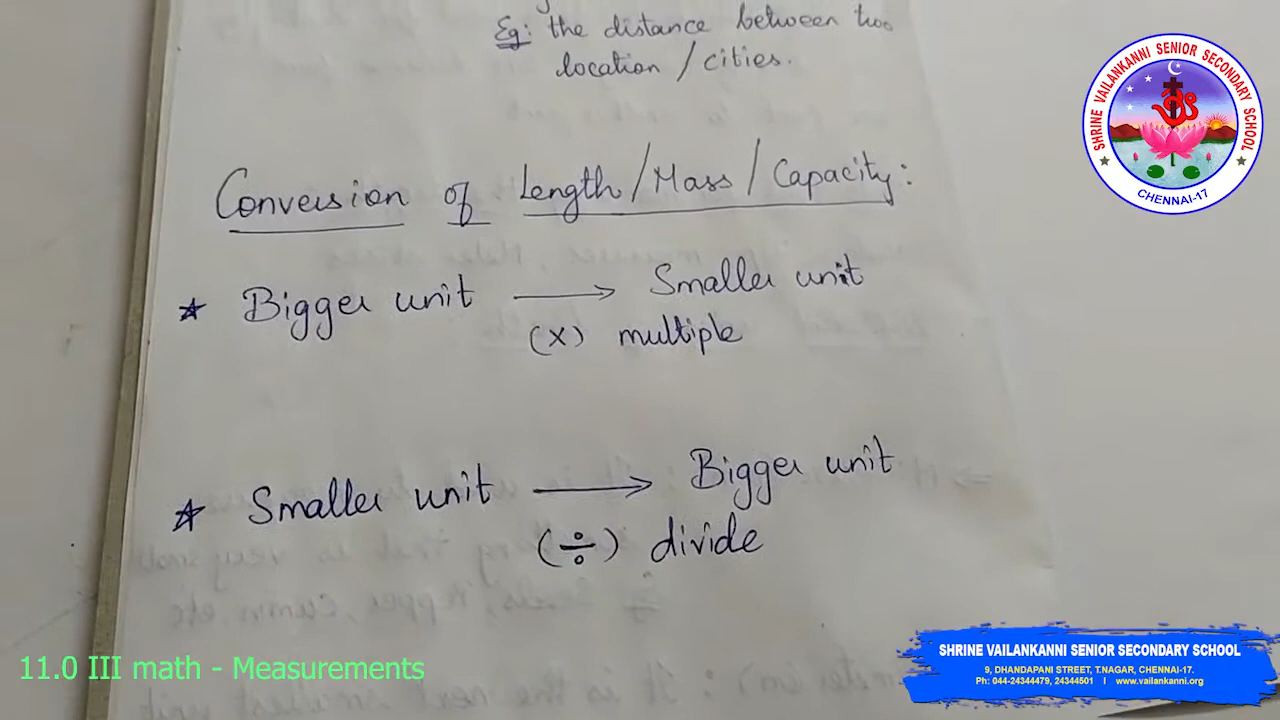 Eg: the distance between two
location / cities.
Conversion of Length / Mass / Capacity:
☆ Bigger unit ⟶ Smaller unit
(×) multiple
☆ Smaller unit ⟶ Bigger unit
(÷) divide
SHRINE VAILANKANNI SENIOR SECONDARY SCHOOL
CHENNAI-17
11.0 III math - Measurements
SHRINE VAILANKANNI SENIOR SECONDARY SCHOOL
9, DHANDAPANI STREET, T.NAGAR, CHENNAI-17.
Ph: 044-24344479, 24344501 I www.vailankanni.org